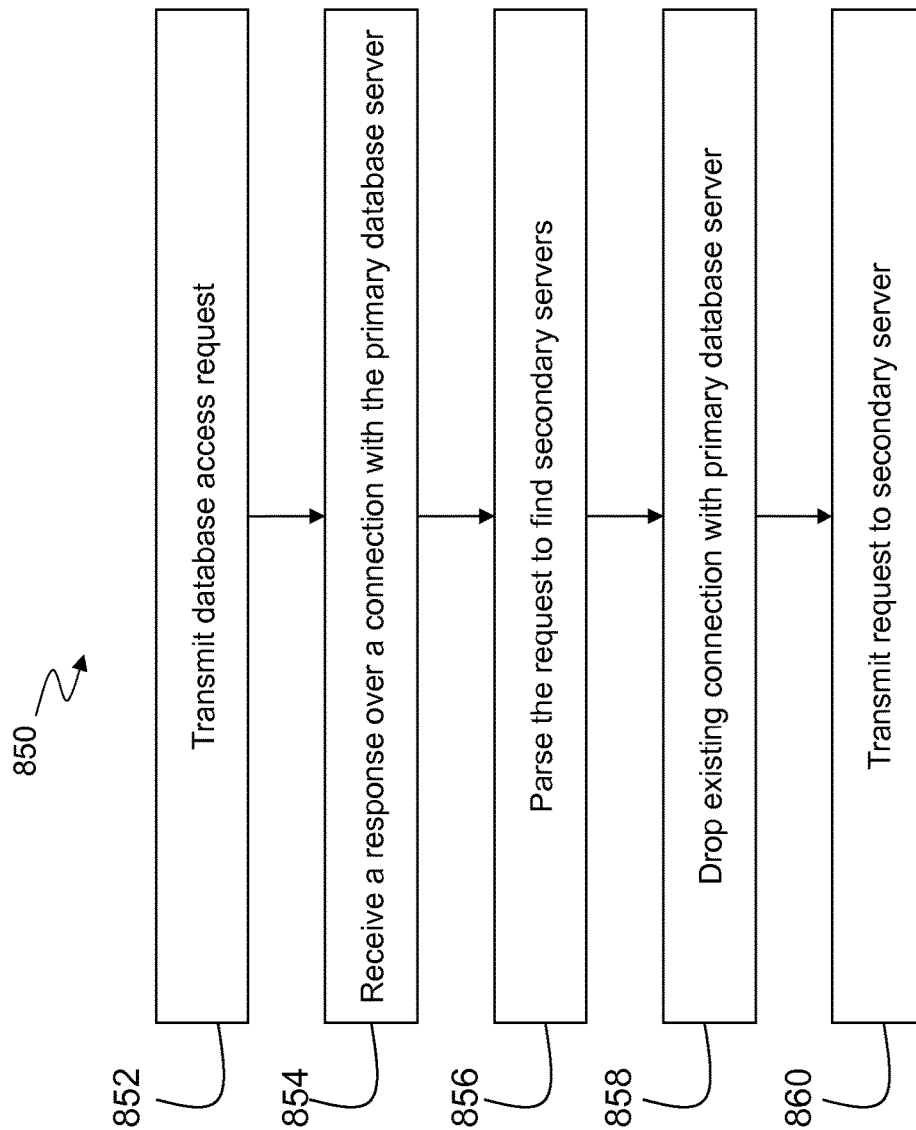 850
852
Transmit database access request
854
Receive a response over a connection with the primary database server
856
Parse the request to find secondary servers
858
Drop existing connection with primary database server
860
Transmit request to secondary server